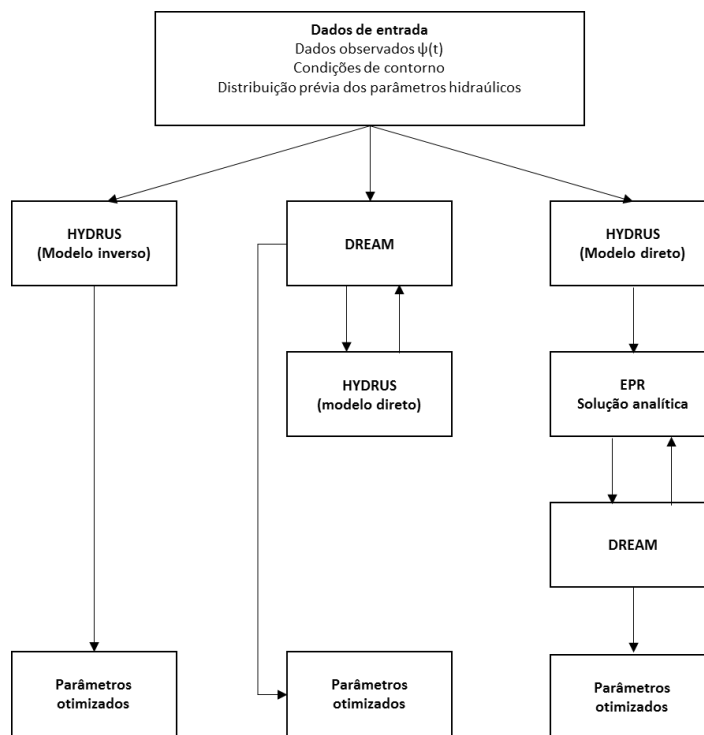 Dados de entrada
Dados observados ψ(t)
Condições de contorno
Distribuição prévia dos parâmetros hidraúlicos
HYDRUS
(Modelo inverso)
DREAM
HYDRUS
(Modelo direto)
HYDRUS
(modelo direto)
EPR
Solução analítica
DREAM
Parâmetros
otimizados
Parâmetros
otimizados
Parâmetros
otimizados